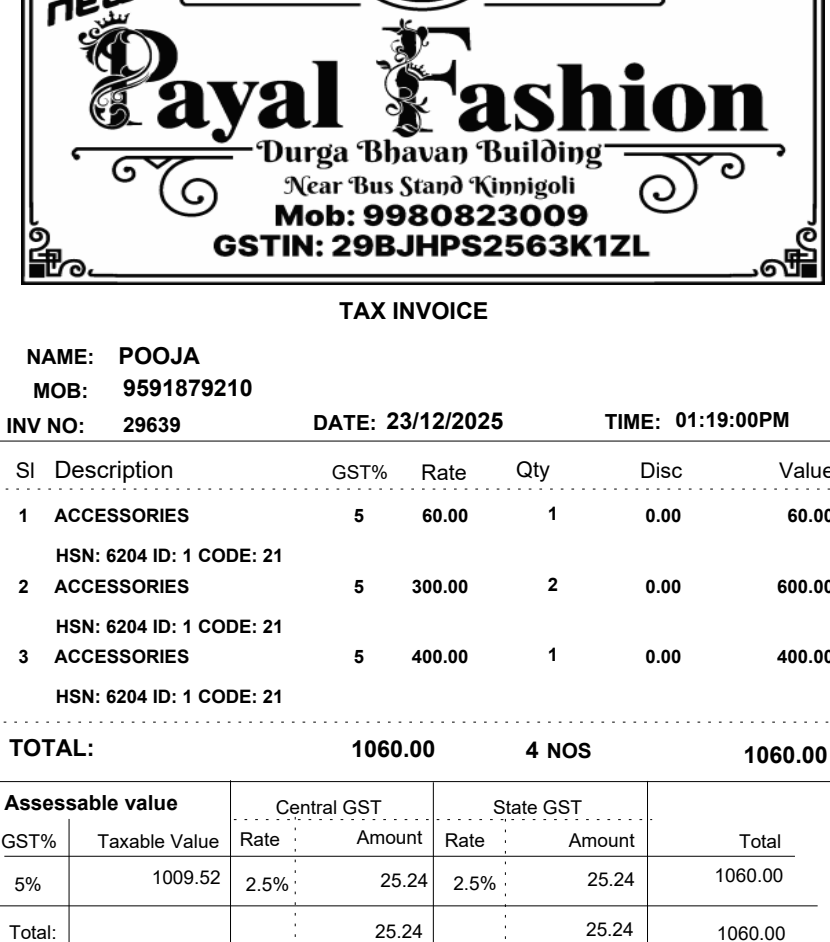 new
Payal Fashion
Durga Bhavan Building
Near Bus Stand Kinnigoli
Mob: 9980823009
GSTIN: 29BJHPS2563K1ZL
TAX INVOICE
NAME: POOJA
MOB: 9591879210
INV NO: 29639 DATE: 23/12/2025 TIME: 01:19:00PM
Sl Description GST% Rate Qty Disc Value
1 ACCESSORIES 5 60.00 1 0.00 60.00
HSN: 6204 ID: 1 CODE: 21
2 ACCESSORIES 5 300.00 2 0.00 600.00
HSN: 6204 ID: 1 CODE: 21
3 ACCESSORIES 5 400.00 1 0.00 400.00
HSN: 6204 ID: 1 CODE: 21
TOTAL: 1060.00 4 NOS 1060.00
Assessable value Central GST State GST
GST% Taxable Value Rate Amount Rate Amount Total
5% 1009.52 2.5% 25.24 2.5% 25.24 1060.00
Total: 25.24 25.24 1060.00